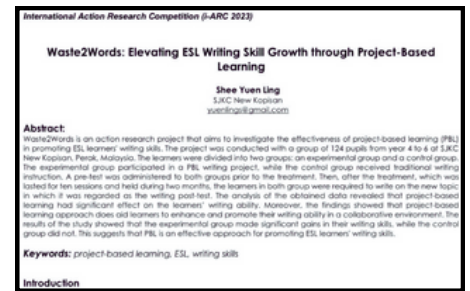 International Action Research Competition (i-ARC 2023)
Waste2Words: Elevating ESL Writing Skill Growth through Project-Based
Learning
Shee Yuen Ling
SJKC New Kopisan
yuenlings@gmail.com
Abstract:
Waste2Words is an action research project that aims to investigate the effectiveness of project-based learning (PBL)
in promoting ESL learners' writing skills. The project was conducted with a group of 124 pupils from year 4 to 6 at SJKC
New Kopisan, Perak, Malaysia. The learners were divided into two groups: an experimental group and a control group.
The experimental group participated in a PBL writing project, while the control group received traditional writing
instruction. A pre-test was administered to both groups prior to the treatment. Then, after the treatment, which was
lasted for ten sessions and held during two months, the learners in both group were required to write on the new topic
in which it was regarded as the writing post-test. The analysis of the obtained data revealed that project-based
learning had significant effect on the learners' writing ability. Moreover, the findings showed that project-based
learning approach does aid learners to enhance and promote their writing ability in a collaborative environment. The
results of the study showed that the experimental group made significant gains in their writing skills, while the control
group did not. This suggests that PBL is an effective approach for promoting ESL learners' writing skills.
Keywords: project-based learning, ESL, writing skills
Introduction